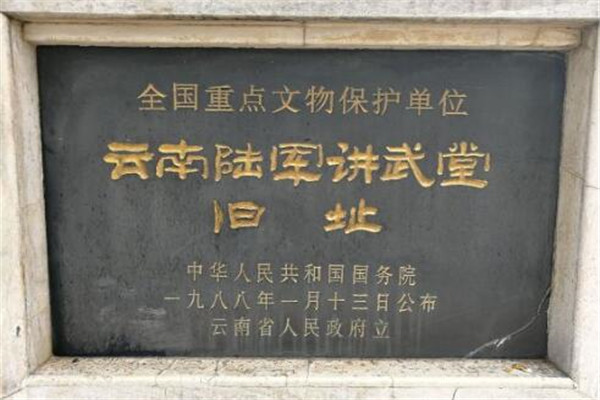 全国重点文物保护单位
云南陆军讲武堂
旧址
中华人民共和国国务院
一九八八年一月十三日公布
云南省人民政府立